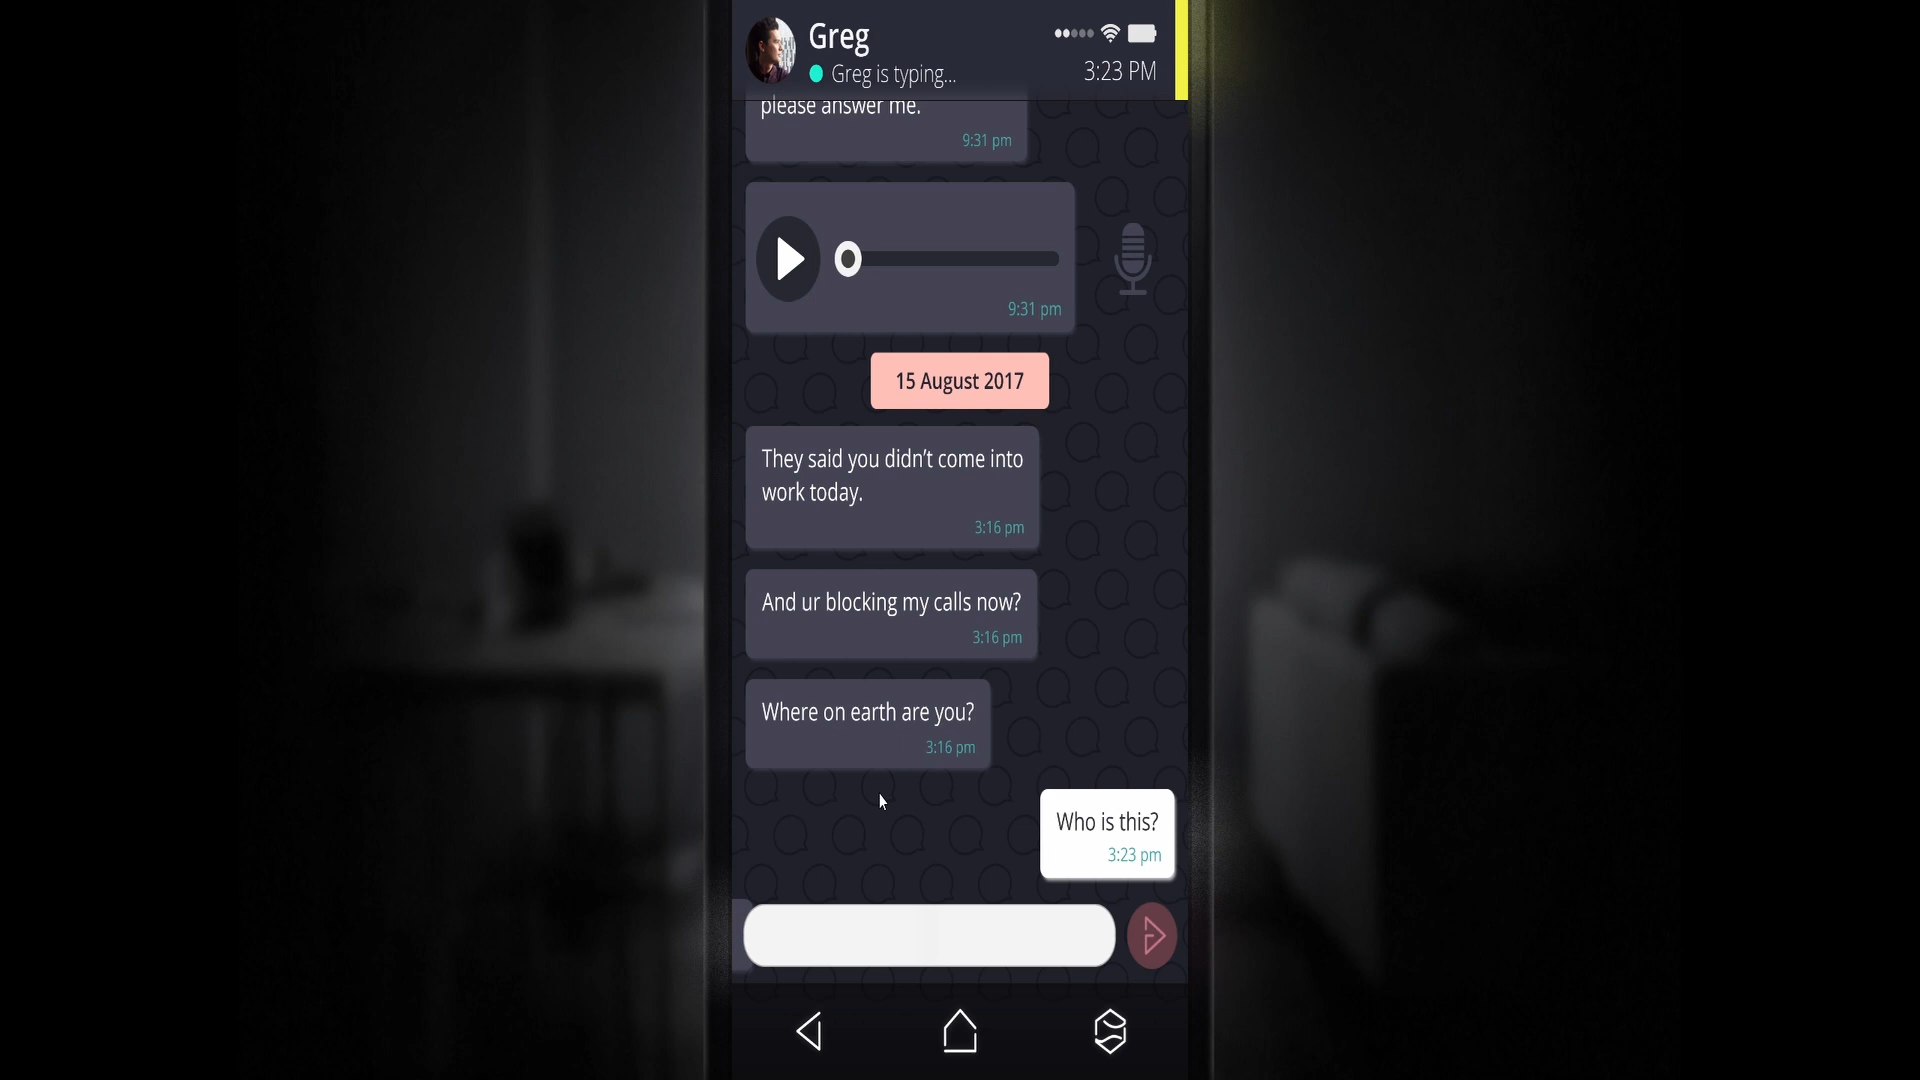 Greg
Greg is typing...
3:23 PM
please answer me.
9:31 pm
9:31 pm
15 August 2017
They said you didn’t come into
work today.
3:16 pm
And ur blocking my calls now?
3:16 pm
Where on earth are you?
3:16 pm
Who is this?
3:23 pm